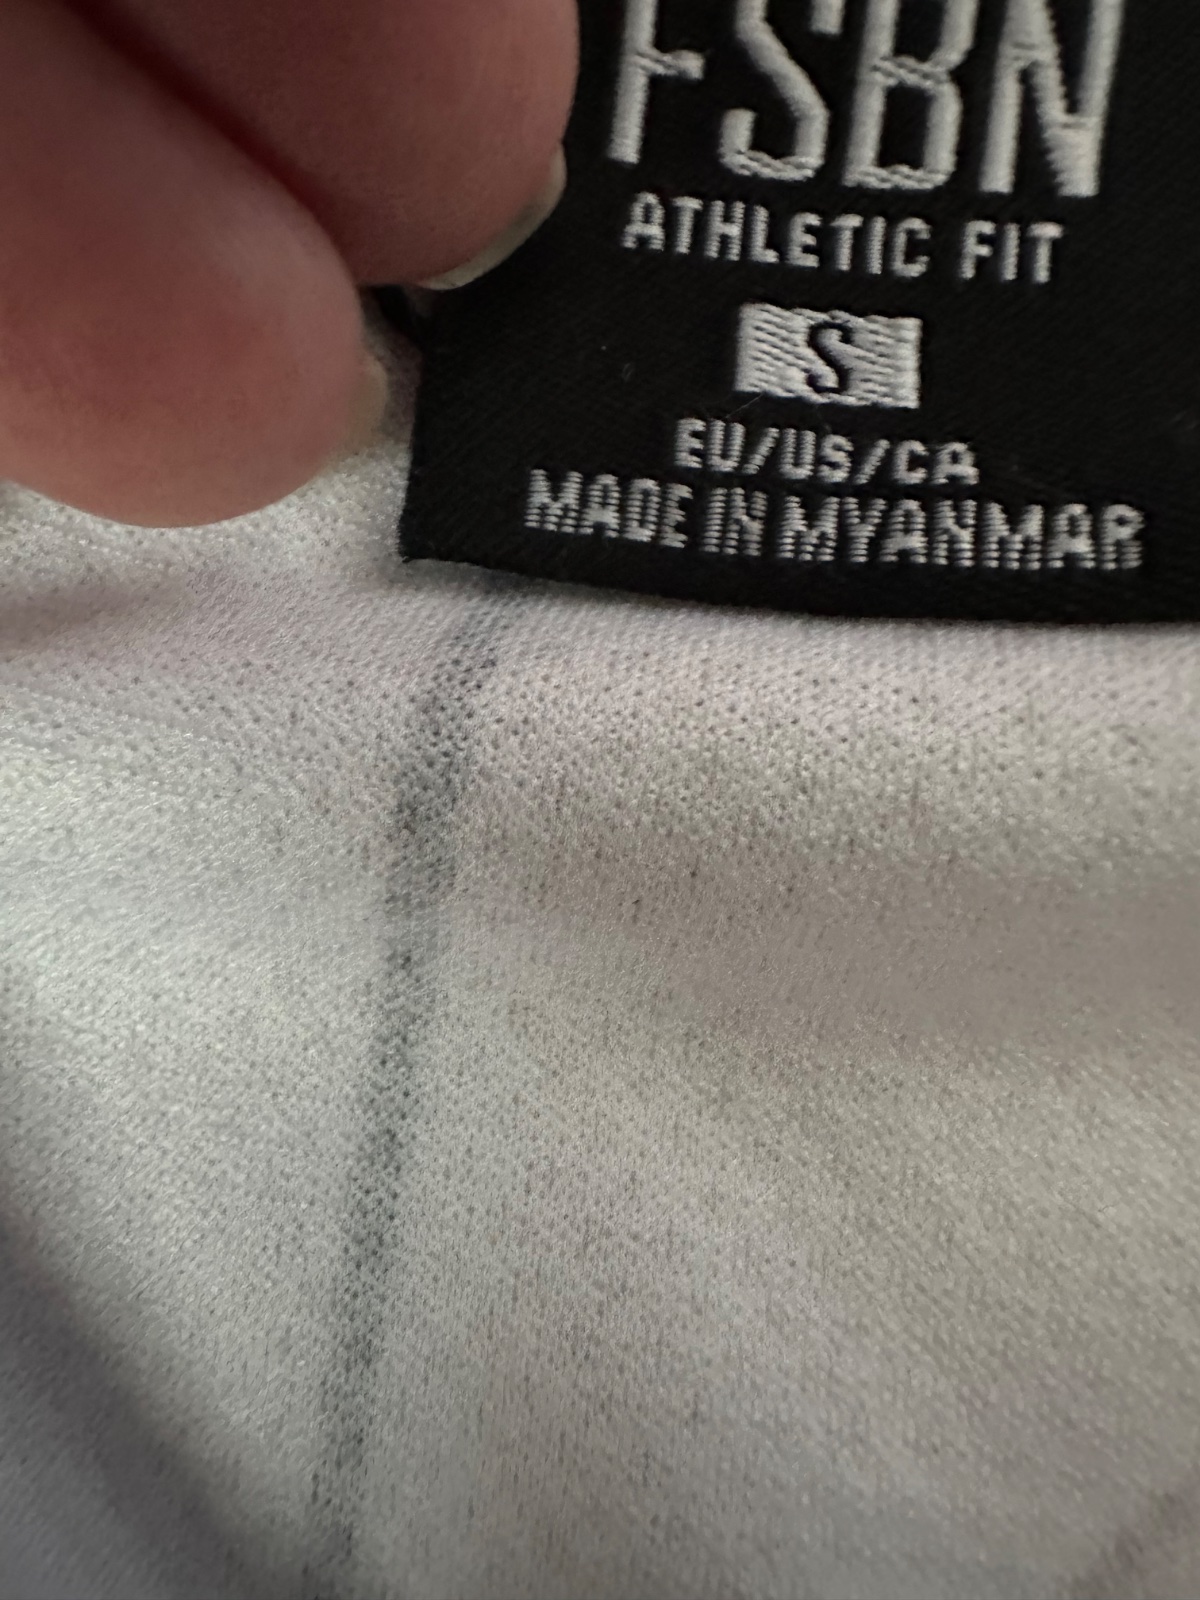 FSBN
ATHLETIC FIT
S
EU/US/CA
MADE IN MYANMAR